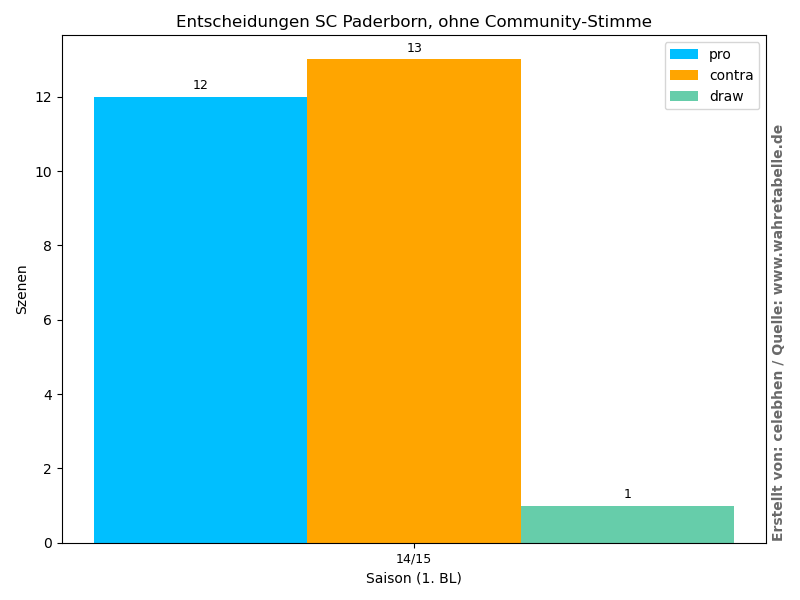 Entscheidungen SC Paderborn, ohne Community-Stimme
pro
contra
draw
12
13
1
12
10
8
6
4
2
0
Szenen
14/15
Saison (1. BL)
Erstellt von: celebhen / Quelle: www.wahretabelle.de